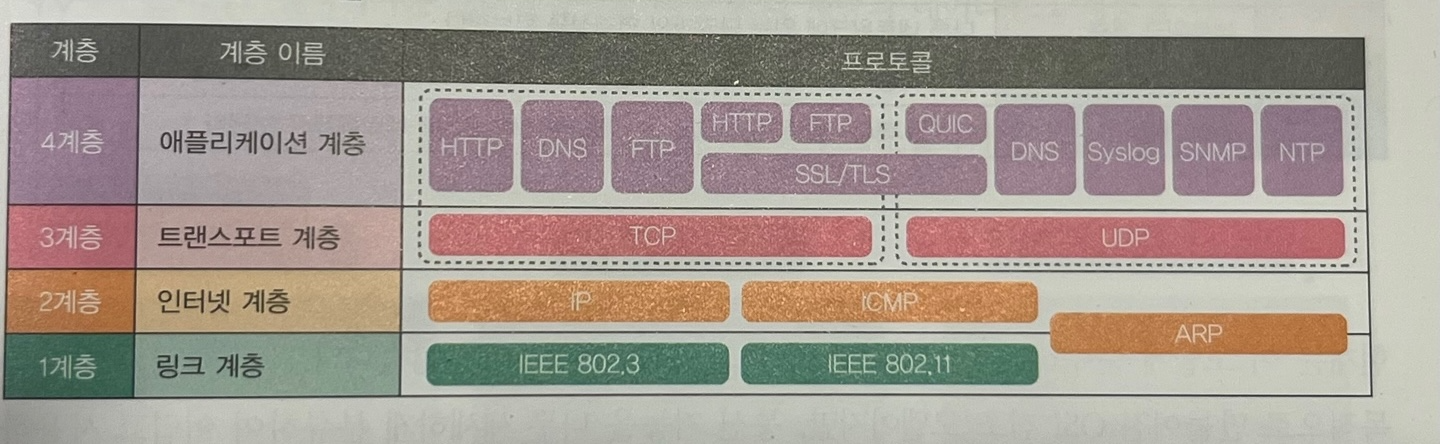 계층 계층 이름 프로토콜
4계층 애플리케이션 계층 HTTP DNS FTP HTTP FTP QUIC DNS Syslog SNMP NTP
SSL/TLS
3계층 트랜스포트 계층 TCP UDP
2계층 인터넷 계층 IP ICMP
ARP
1계층 링크 계층 IEEE 802.3 IEEE 802.11